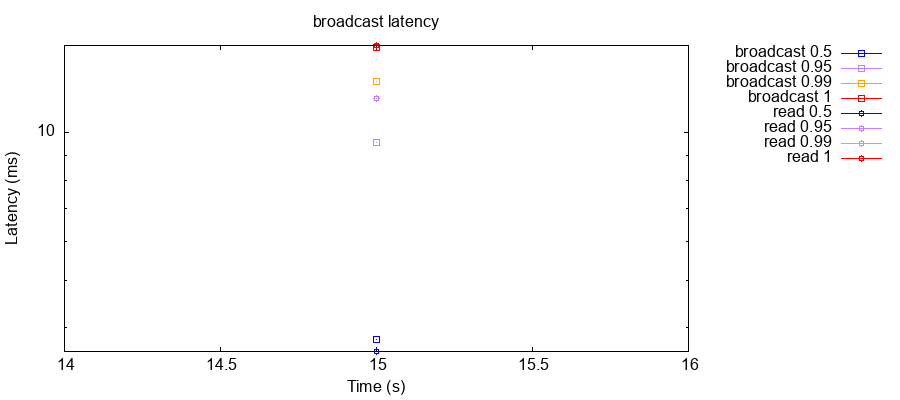 broadcast latency
broadcast 0.5
broadcast 0.95
broadcast 0.99
broadcast 1
read 0.5
read 0.95
read 0.99
read 1
10
Latency (ms)
14
14.5
15
15.5
16
Time (s)